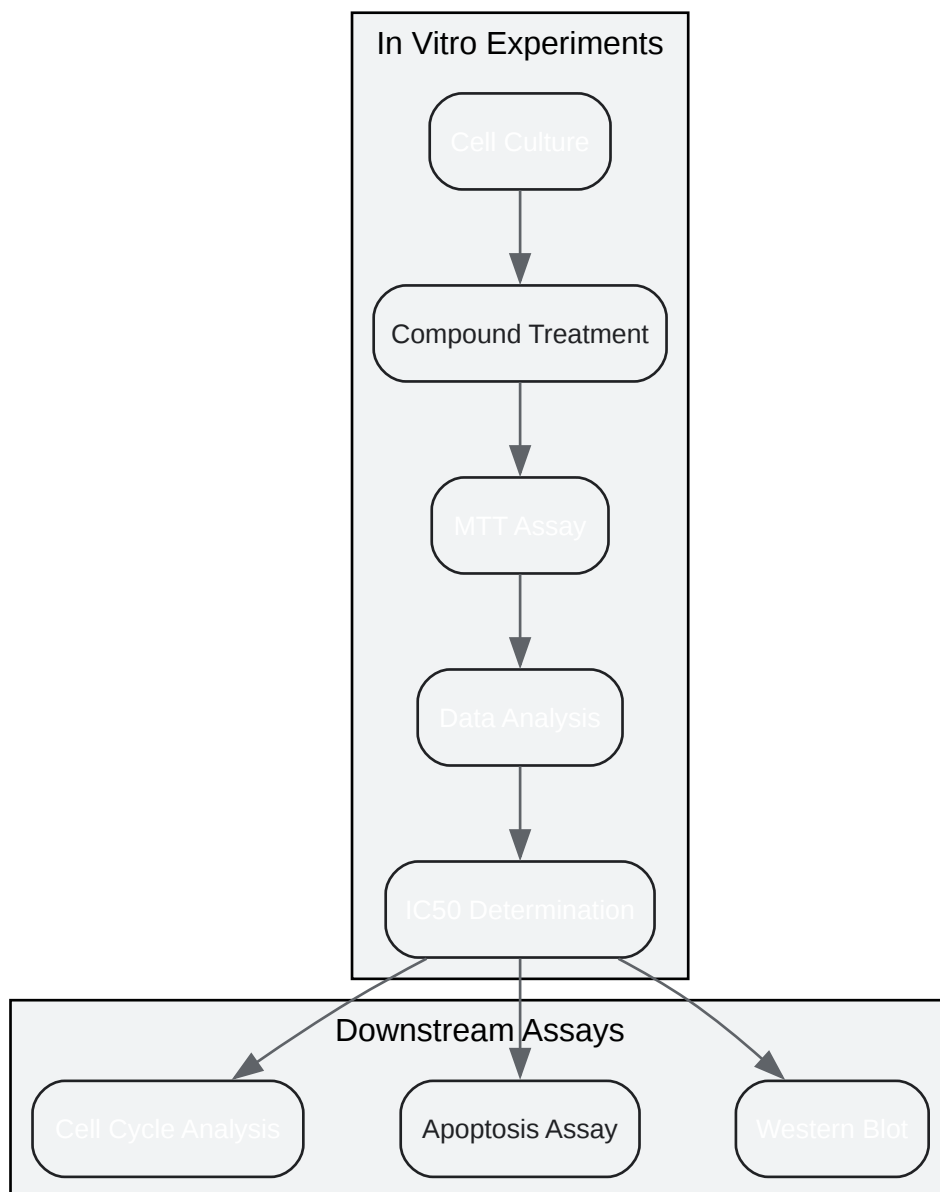 In Vitro Experiments
Cell Culture
Compound Treatment
MTT Assay
Data Analysis
IC50 Determination
Downstream Assays
Cell Cycle Analysis
Apoptosis Assay
Western Blot